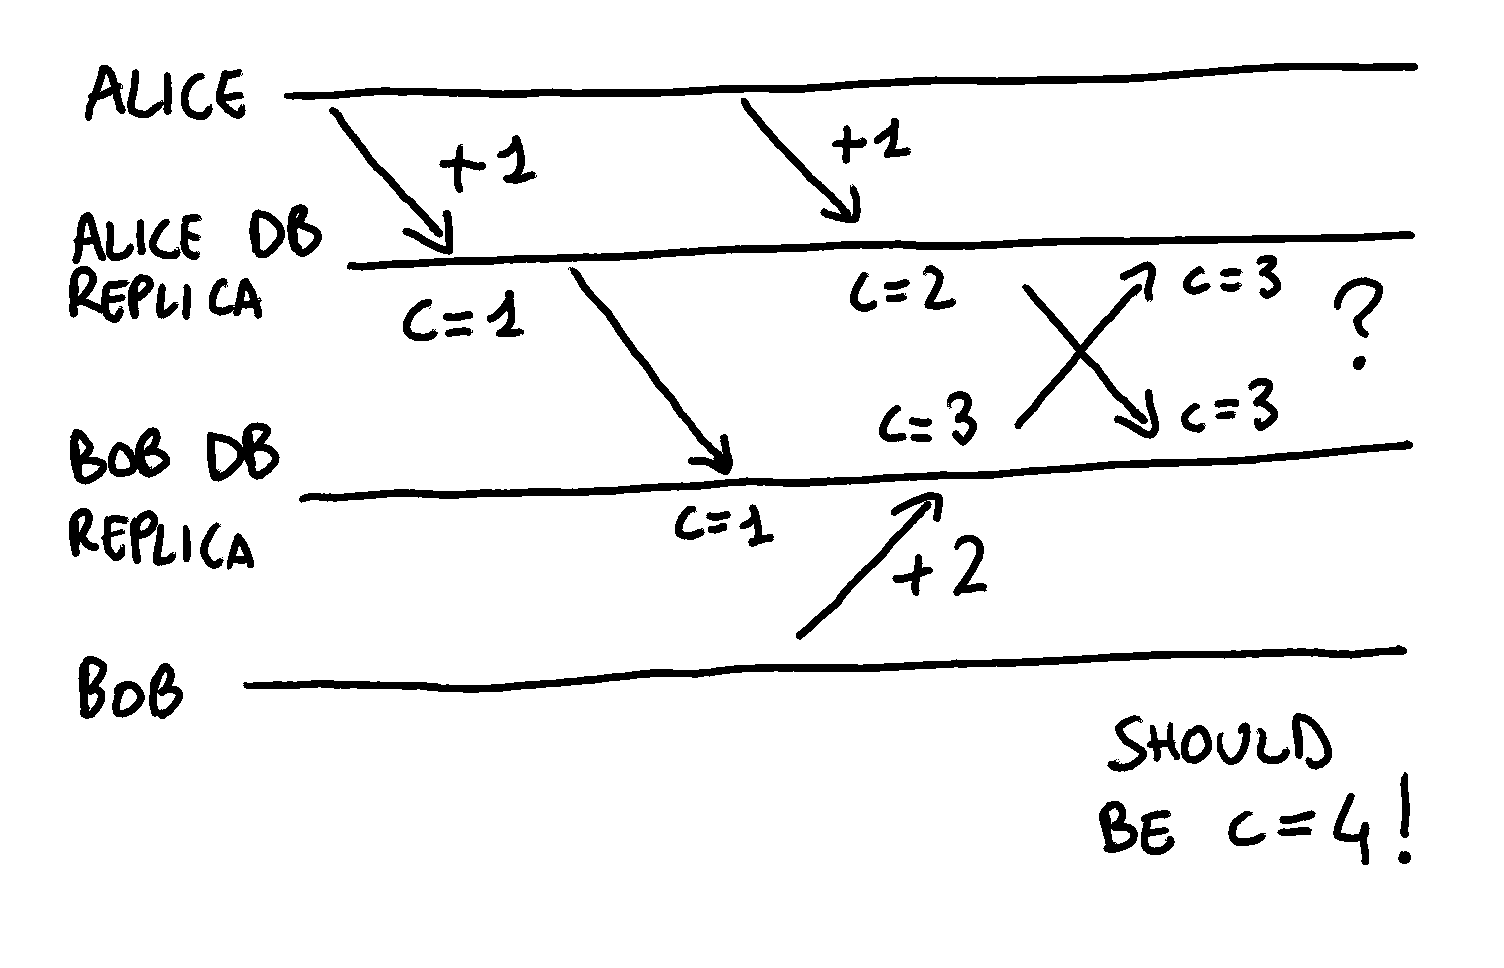 ALICE
+1
+1
ALICE DB
REPLICA
C=1
C=2
C=3
?
C=3
C=3
BOB DB
REPLICA
C=1
+2
BOB
SHOULD
BE C=4!